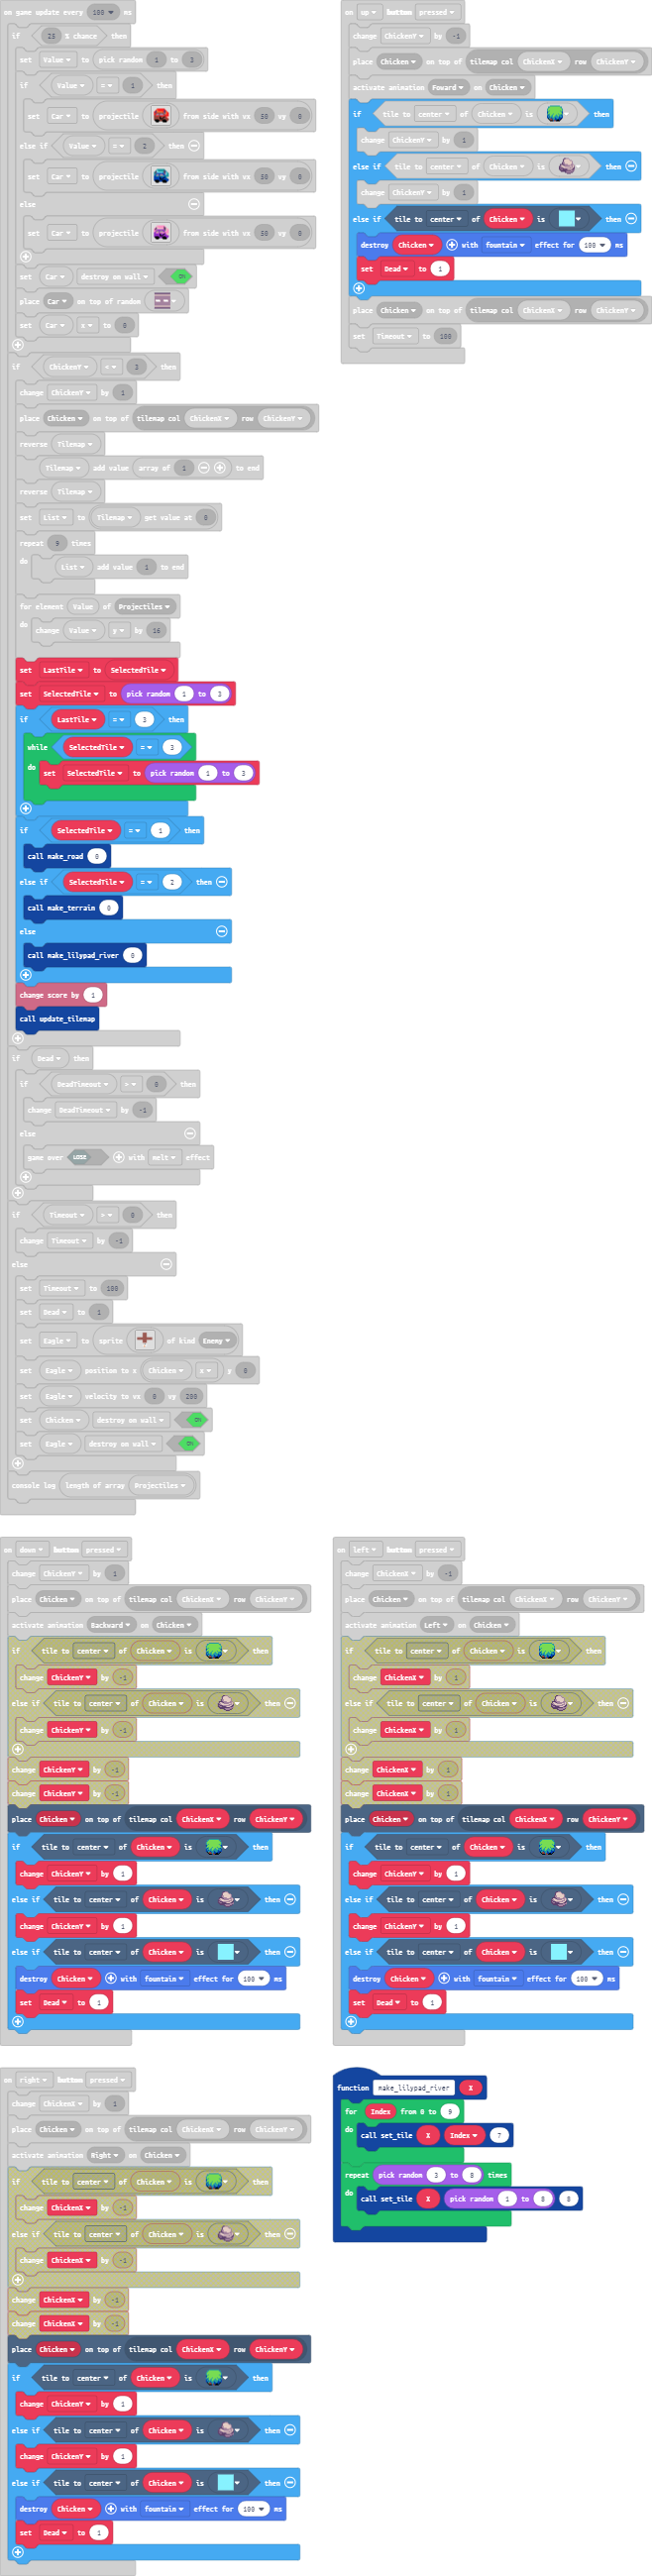 on game update every 100 ms
if 25 % chance then
set Value to pick random 1 to 3
if Value = 1 then
set Car to projectile from side with vx 50 vy 0
else if Value = 2 then
set Car to projectile from side with vx 50 vy 0
else
set Car to projectile from side with vx 50 vy 0
set Car destroy on wall ON
place Car on top of random
set Car x to 0
if ChickenY < 3 then
change ChickenY by 1
place Chicken on top of tilemap col ChickenX row ChickenY
reverse Tilemap
Tilemap add value array of 1 to end
reverse Tilemap
set List to Tilemap get value at 0
repeat 9 times
do List add value 1 to end
for element Value of Projectiles
do change Value y by 16
set LastTile to SelectedTile
set SelectedTile to pick random 1 to 3
if LastTile = 3 then
while SelectedTile = 3
do set SelectedTile to pick random 1 to 3
if SelectedTile = 1 then
call make_road 0
else if SelectedTile = 2 then
call make_terrain 0
else
call make_lilypad_river 0
change score by 1
call update_tilemap
if Dead then
if DeadTimeout > 0 then
change DeadTimeout by -1
else
game over LOSE with melt effect
if Timeout > 0 then
change Timeout by -1
else
set Timeout to 100
set Dead to 1
set Eagle to sprite of kind Enemy
set Eagle position to x Chicken x y 0
set Eagle velocity to vx 0 vy 200
set Chicken destroy on wall ON
set Eagle destroy on wall ON
console log length of array Projectiles
on up button pressed
change ChickenY by -1
place Chicken on top of tilemap col ChickenX row ChickenY
activate animation Foward on Chicken
if tile to center of Chicken is then
change ChickenY by 1
else if tile to center of Chicken is then
change ChickenY by 1
else if tile to center of Chicken is then
destroy Chicken with fountain effect for 100 ms
set Dead to 1
place Chicken on top of tilemap col ChickenX row ChickenY
set Timeout to 100
on down button pressed
change ChickenY by 1
place Chicken on top of tilemap col ChickenX row ChickenY
activate animation Backward on Chicken
if tile to center of Chicken is then
change ChickenY by -1
else if tile to center of Chicken is then
change ChickenY by -1
change ChickenY by -1
change ChickenY by -1
place Chicken on top of tilemap col ChickenX row ChickenY
if tile to center of Chicken is then
change ChickenY by 1
else if tile to center of Chicken is then
change ChickenY by 1
else if tile to center of Chicken is then
destroy Chicken with fountain effect for 100 ms
set Dead to 1
on left button pressed
change ChickenX by -1
place Chicken on top of tilemap col ChickenX row ChickenY
activate animation Left on Chicken
if tile to center of Chicken is then
change ChickenX by 1
else if tile to center of Chicken is then
change ChickenX by 1
change ChickenX by 1
change ChickenX by 1
place Chicken on top of tilemap col ChickenX row ChickenY
if tile to center of Chicken is then
change ChickenY by 1
else if tile to center of Chicken is then
change ChickenY by 1
else if tile to center of Chicken is then
destroy Chicken with fountain effect for 100 ms
set Dead to 1
on right button pressed
change ChickenX by 1
place Chicken on top of tilemap col ChickenX row ChickenY
activate animation Right on Chicken
if tile to center of Chicken is then
change ChickenX by -1
else if tile to center of Chicken is then
change ChickenX by -1
change ChickenX by -1
change ChickenX by -1
place Chicken on top of tilemap col ChickenX row ChickenY
if tile to center of Chicken is then
change ChickenY by 1
else if tile to center of Chicken is then
change ChickenY by 1
else if tile to center of Chicken is then
destroy Chicken with fountain effect for 100 ms
set Dead to 1
function make_lilypad_river X
for Index from 0 to 9
do call set_tile X Index 7
repeat pick random 3 to 8 times
do call set_tile X pick random 1 to 8 8